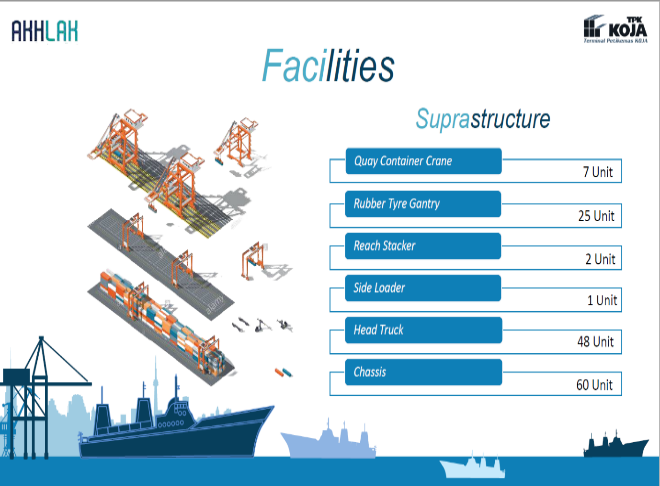 AKHLAK
TPK
KOJA
Terminal Petikemas KOJA
Facilities
Suprastructure
Quay Container Crane
7 Unit
Rubber Tyre Gantry
25 Unit
Reach Stacker
2 Unit
Side Loader
1 Unit
Head Truck
48 Unit
Chassis
60 Unit
alamy